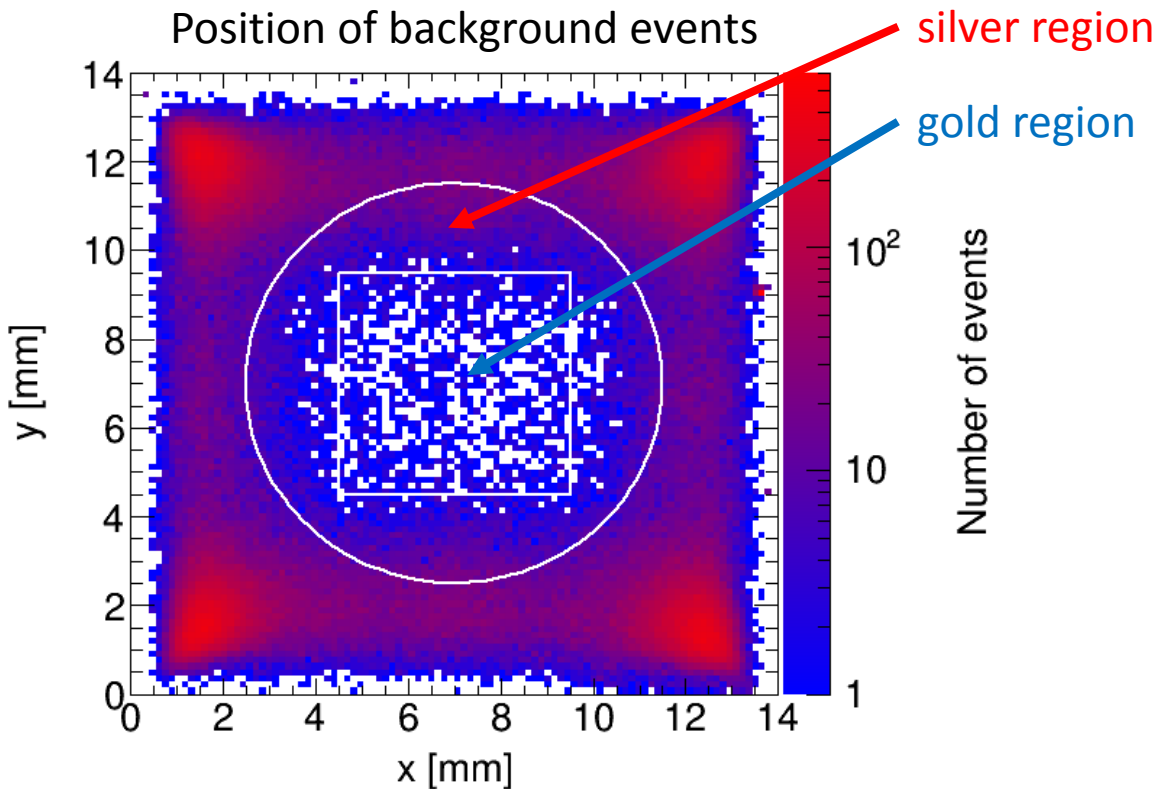 Position of background events
silver region
gold region
14
12
10
8
6
4
2
0
y [mm]
0 2 4 6 8 10 12 14
x [mm]
10²
10
1
Number of events